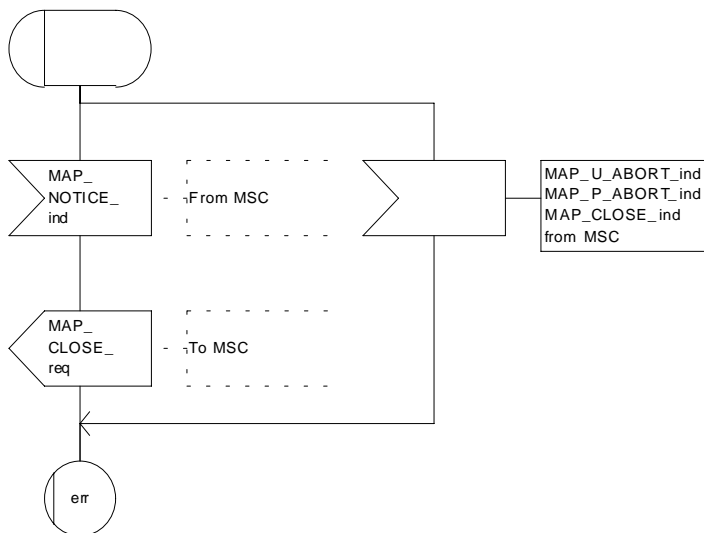 MAP_
NOTICE_
ind
From MSC
MAP_U_ABORT_ind
MAP_P_ABORT_ind
MAP_CLOSE_ind
from MSC
MAP_
CLOSE_
req
To MSC
err